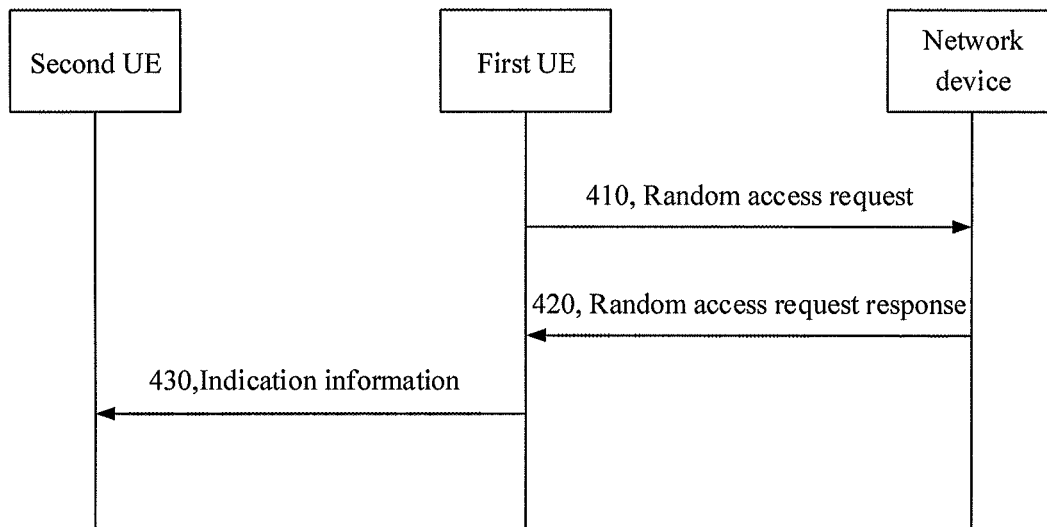 Second UE
First UE
Network
device
410, Random access request
420, Random access request response
430,Indication information